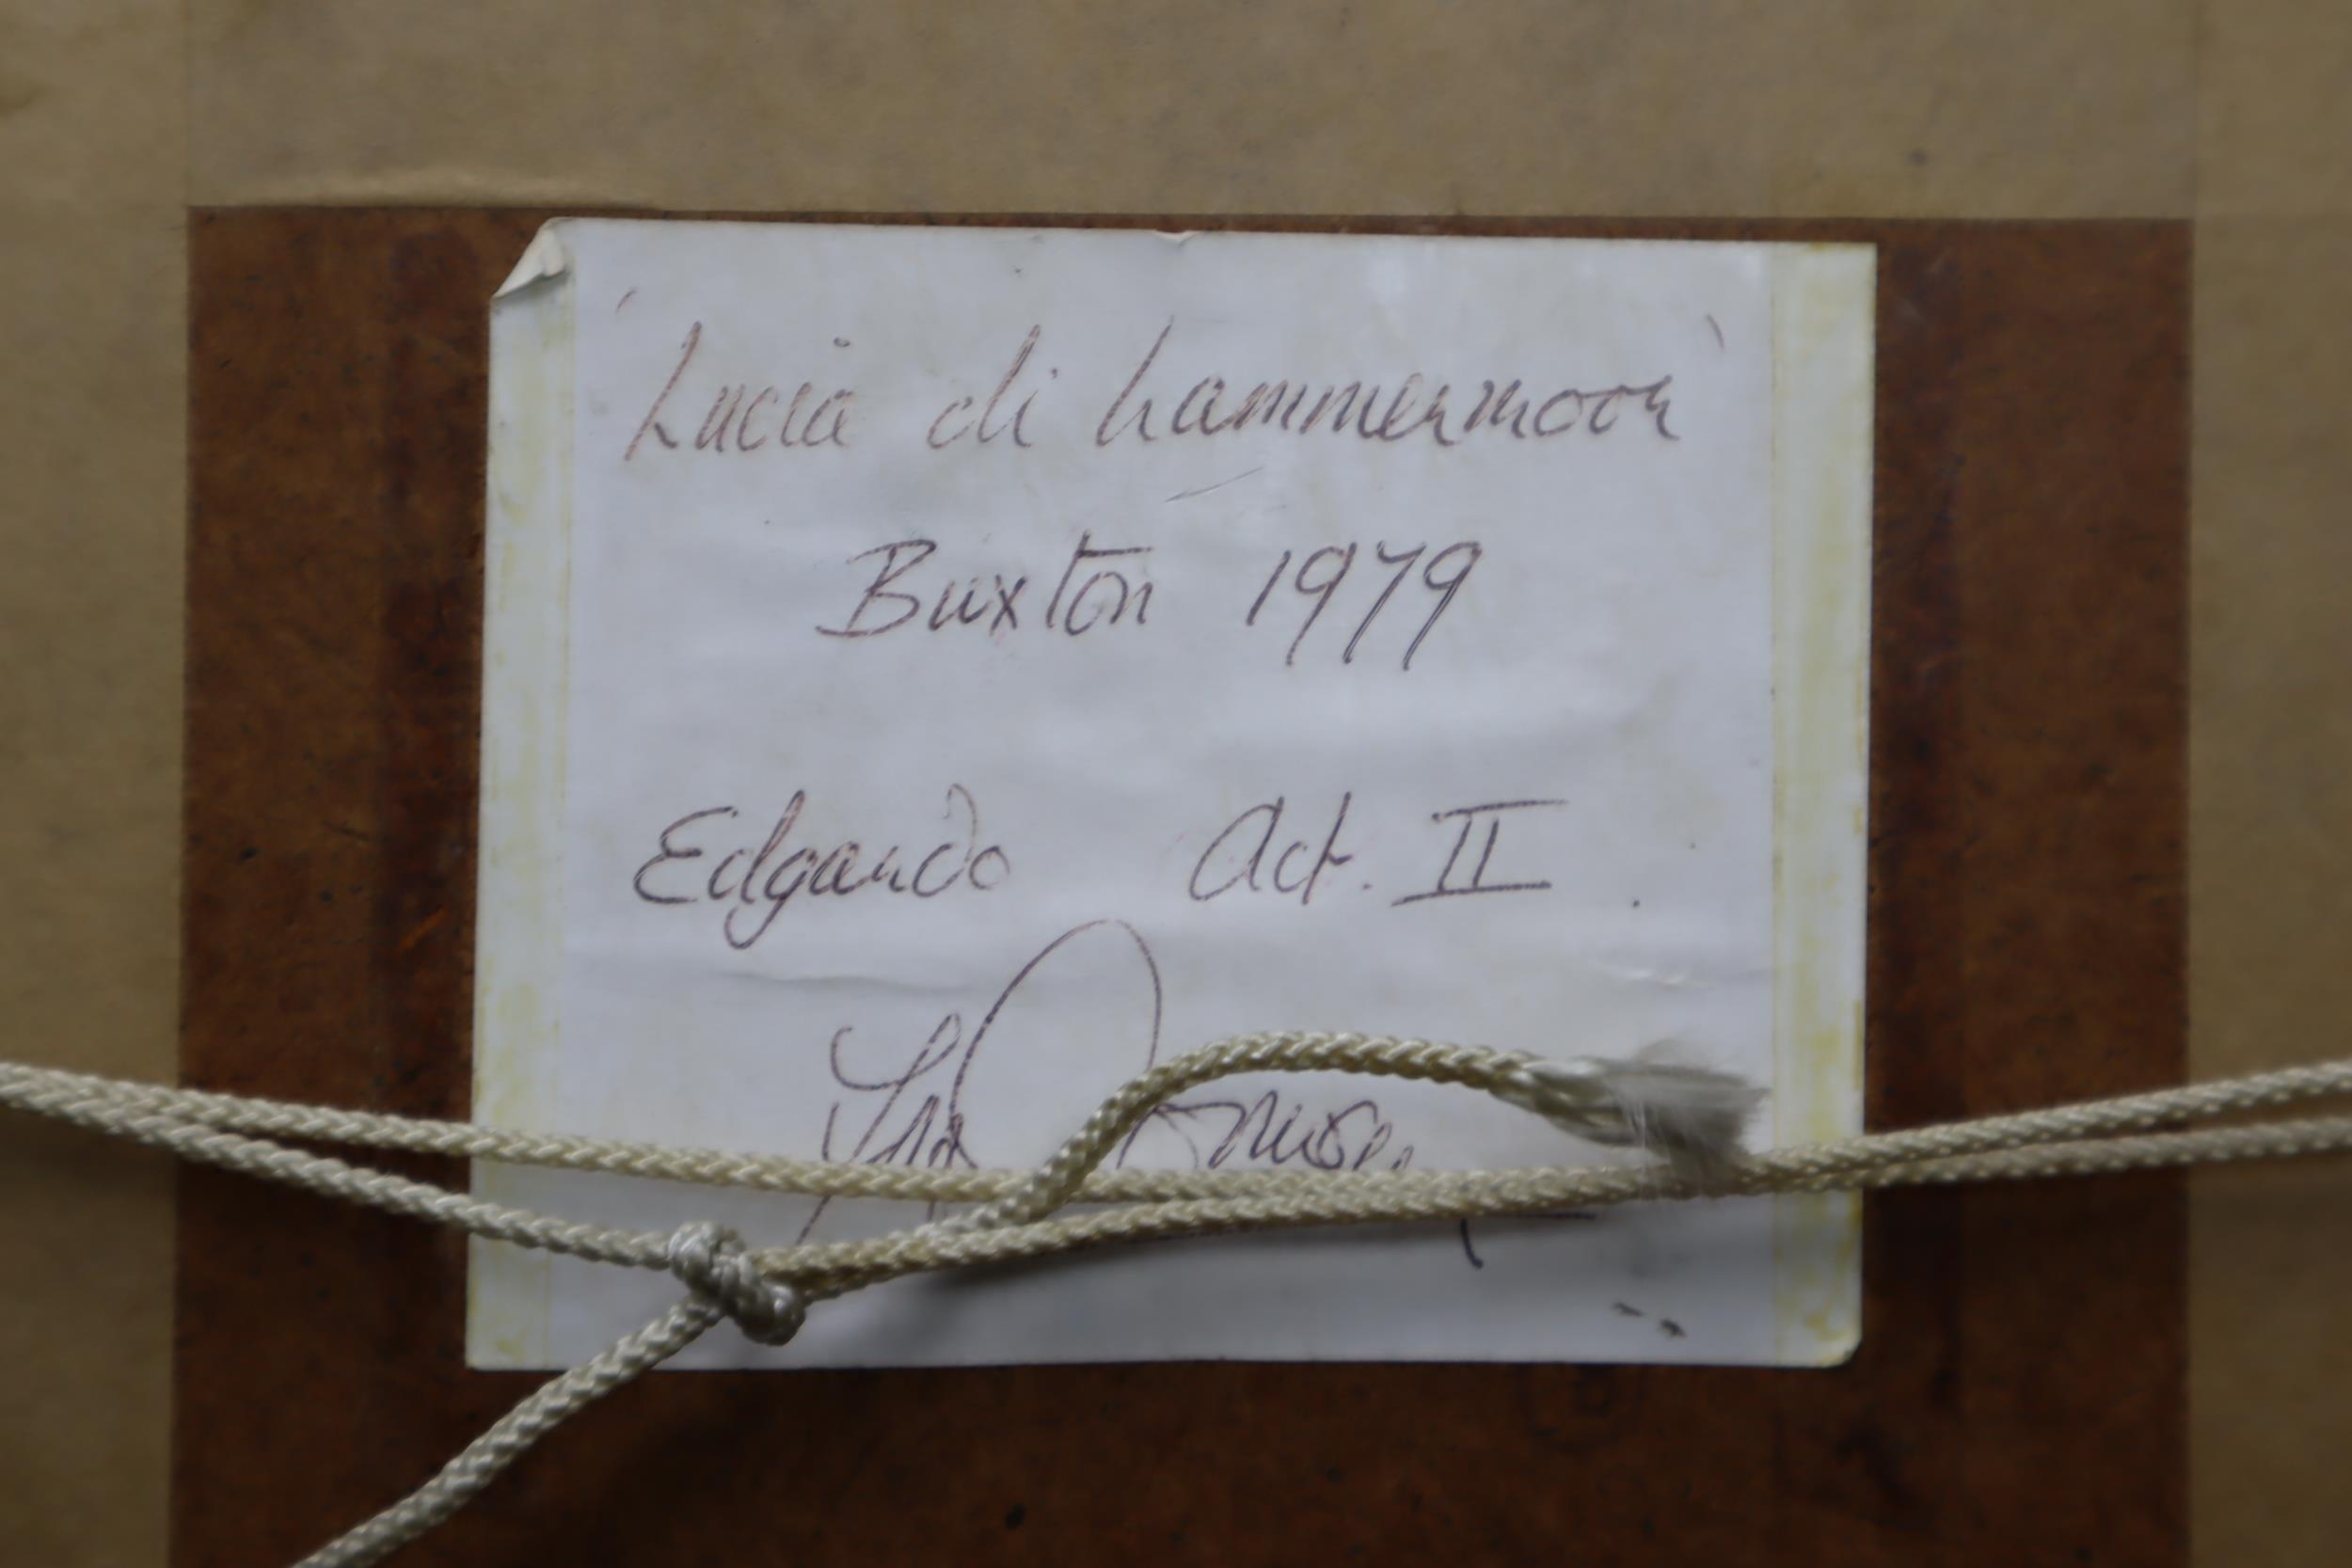 'Lucia di Lammermoor'
Buxton 1979
Edgardo Act. II